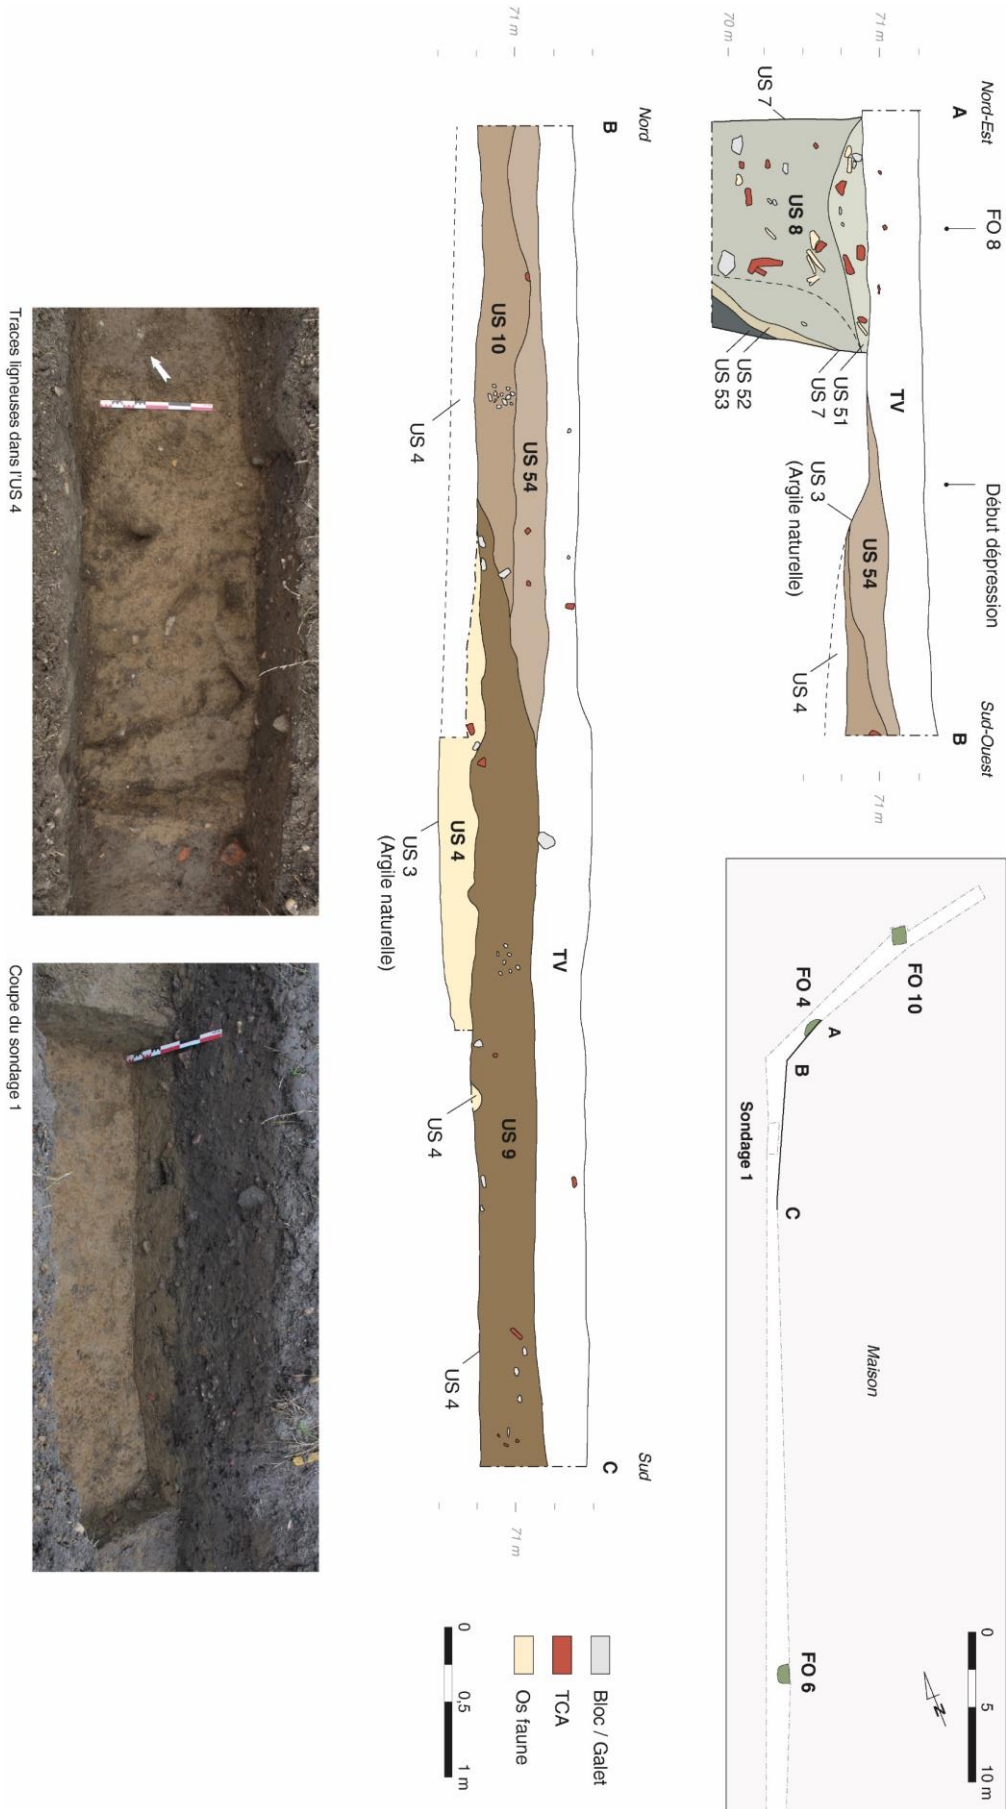 Nord-Est
A
FO 8
Début dépression
Sud-Ouest
B
71 m
70 m
71 m
US 7
US 8
US 51
US 7
US 52
US 53
TV
US 3
(Argile naturelle)
US 54
US 4
0
5
10 m
N
FO 10
FO 4
A
B
C
Sondage 1
Maison
FO 6
Nord
B
Sud
C
71 m
71 m
US 10
US 54
TV
US 4
US 4
US 3
(Argile naturelle)
US 4
US 9
US 4
Bloc / Galet
TCA
Os faune
0
0,5
1 m
Traces ligneuses dans l'US 4
Coupe du sondage 1